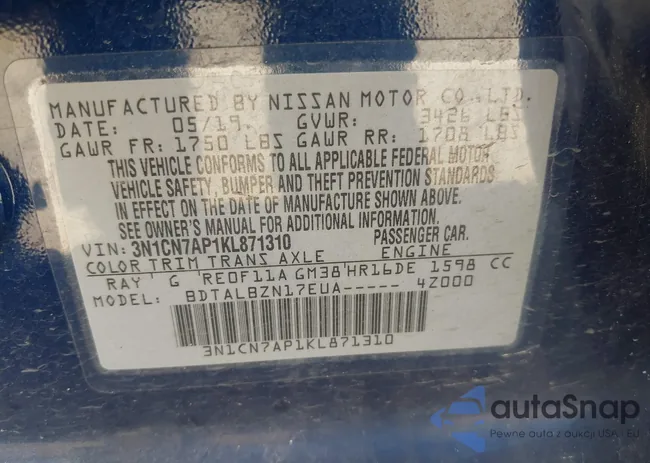 MANUFACTURED BY NISSAN MOTOR CO., LTD.
DATE: 05/19 GVWR: 3426 LBS
GAWR FR: 1750 LBS GAWR RR: 1708 LBS
THIS VEHICLE CONFORMS TO ALL APPLICABLE FEDERAL MOTOR
VEHICLE SAFETY, BUMPER AND THEFT PREVENTION STANDARDS
IN EFFECT ON THE DATE OF MANUFACTURE SHOWN ABOVE.
SEE OWNER'S MANUAL FOR ADDITIONAL INFORMATION.
VIN: 3N1CN7AP1KL871310 PASSENGER CAR.
COLOR TRIM TRANS AXLE ENGINE
RAY G RE0F11A GM38 HR16DE 1598 CC
MODEL: BDTALBZN17EUA----- 4Z000
3N1CN7AP1KL871310
autaSnap
Pewne auta z aukcji USA i EU